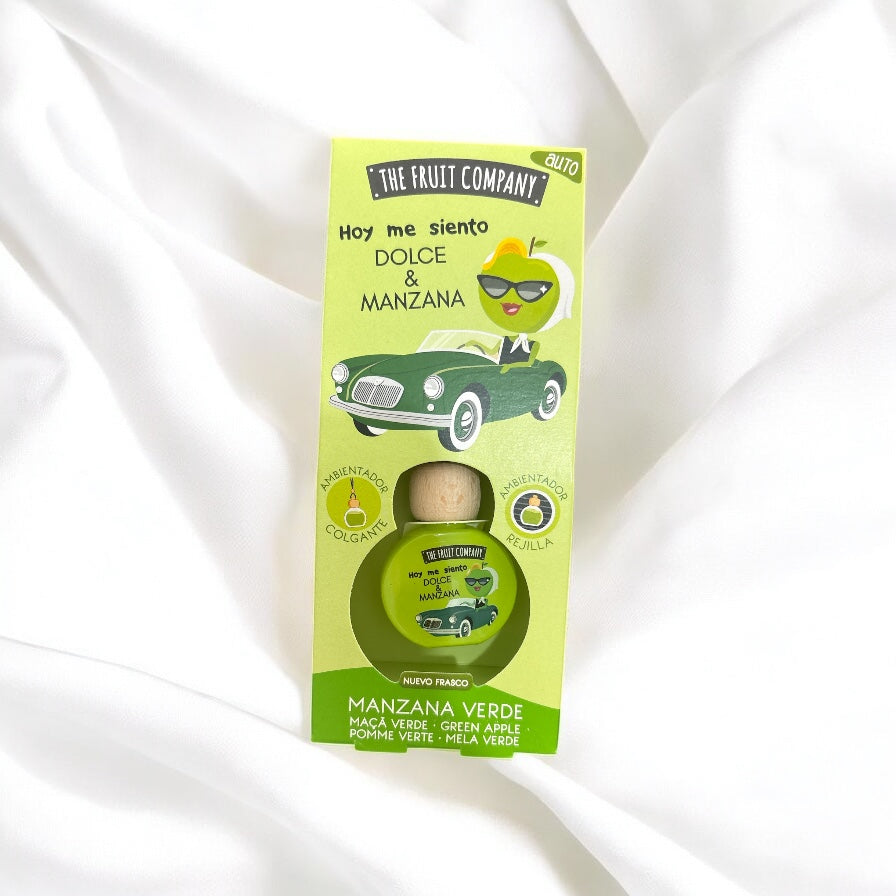 THE FRUIT COMPANY
AUTO
Hoy me siento
DOLCE
&
MANZANA
AMBIENTADOR
COLGANTE
AMBIENTADOR
REJILLA
THE FRUIT COMPANY
Hoy me siento
DOLCE
&
MANZANA
NUEVO FRASCO
MANZANA VERDE
MAÇÃ VERDE · GREEN APPLE ·
POMME VERTE · MELA VERDE